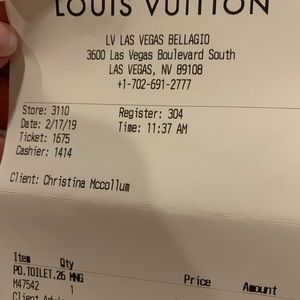 LOUIS VUITTON
LV LAS VEGAS BELLAGIO
3600 Las Vegas Boulevard South
LAS VEGAS, NV 89108
+1-702-691-2777
Store: 3110 Register: 304
Date: 2/17/19 Time: 11:37 AM
Ticket: 1675
Cashier: 1414
Client: Christina Mccollum
Item Qty Price Amount
PO.TOILET.26 MNG
M47542 1
Client